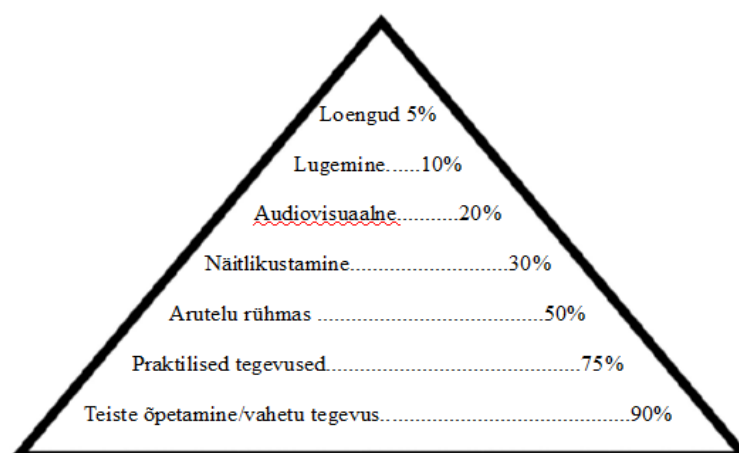 Loengud 5%
Lugemine......10%
Audiovisuaalne...........20%
Näitlikustamine............................30%
Arutelu rühmas ........................................50%
Praktilised tegevused.............................................75%
Teiste õpetamine/vahetu tegevus............................................90%